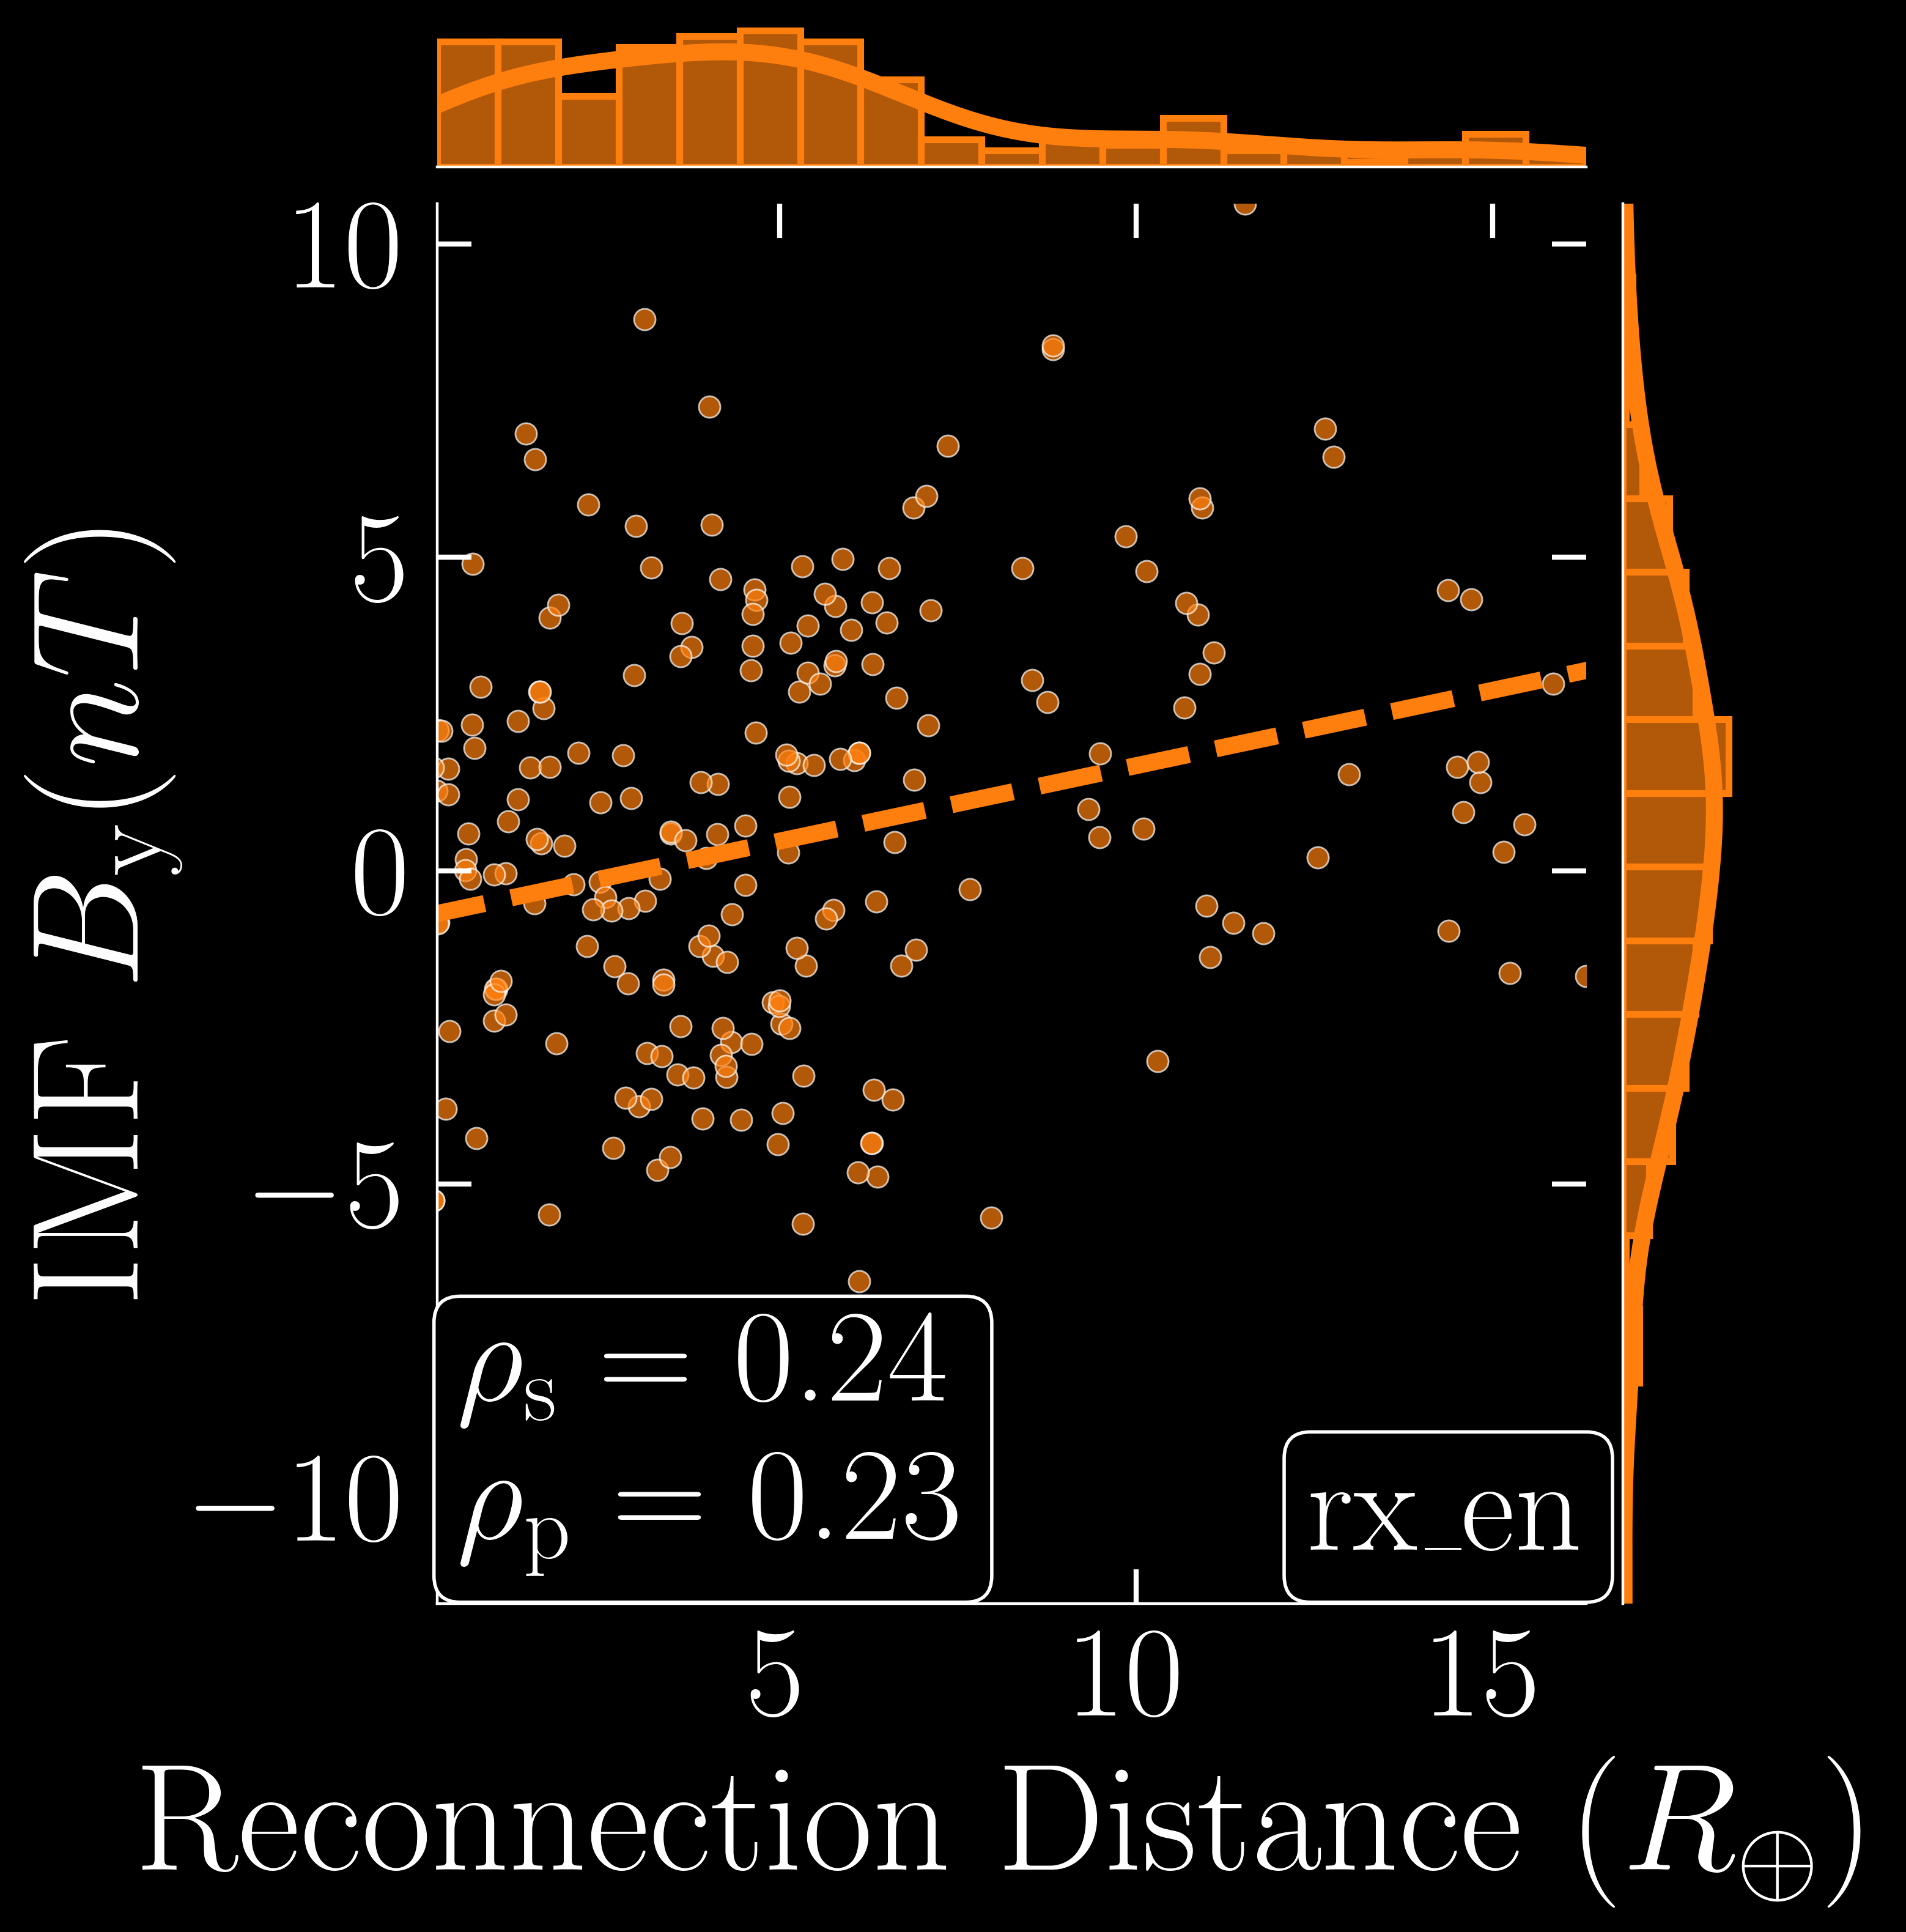 10
5
0
−5
−10
IMF B_y (nT)
ρ_s = 0.24
ρ_p = 0.23
rx_en
5 10 15
Reconnection Distance (R_⊕)